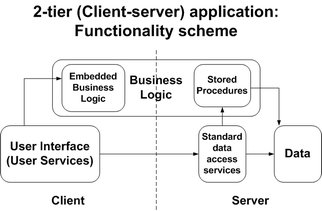 2-tier (Client-server) application:
Functionality scheme
Embedded
Business
Logic
Business
Logic
Stored
Procedures
User Interface
(User Services)
Standard
data
access
services
Data
Client
Server